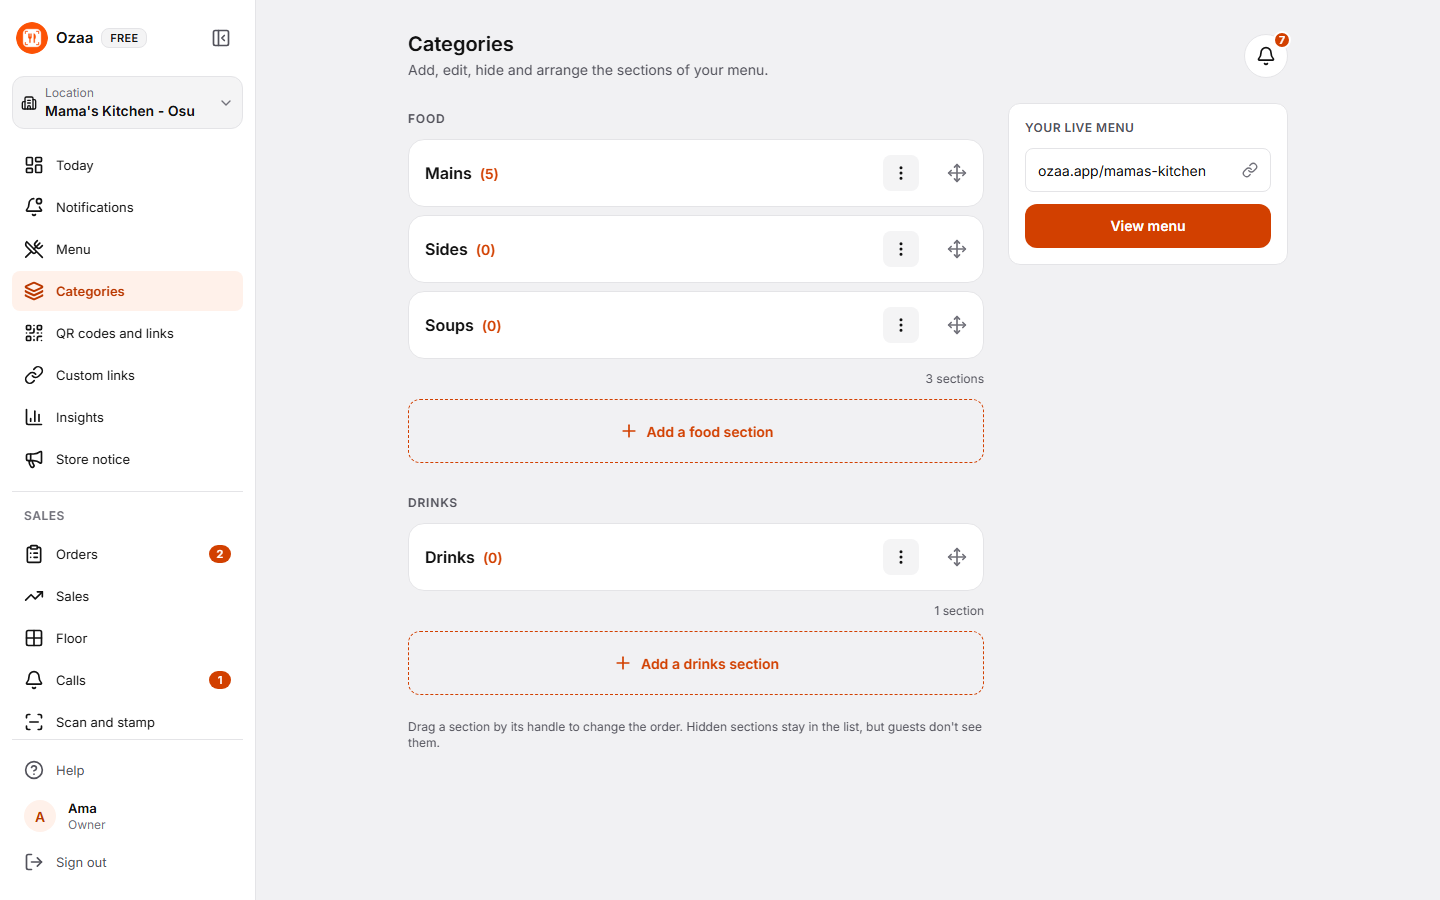 Ozaa FREE
Location
Mama's Kitchen - Osu
Today
Notifications
Menu
Categories
QR codes and links
Custom links
Insights
Store notice
SALES
Orders 2
Sales
Floor
Calls 1
Scan and stamp
Help
A
Ama
Owner
Sign out
Categories
Add, edit, hide and arrange the sections of your menu.
7
FOOD
Mains (5)
Sides (0)
Soups (0)
3 sections
Add a food section
DRINKS
Drinks (0)
1 section
Add a drinks section
Drag a section by its handle to change the order. Hidden sections stay in the list, but guests don't see
them.
YOUR LIVE MENU
ozaa.app/mamas-kitchen
View menu